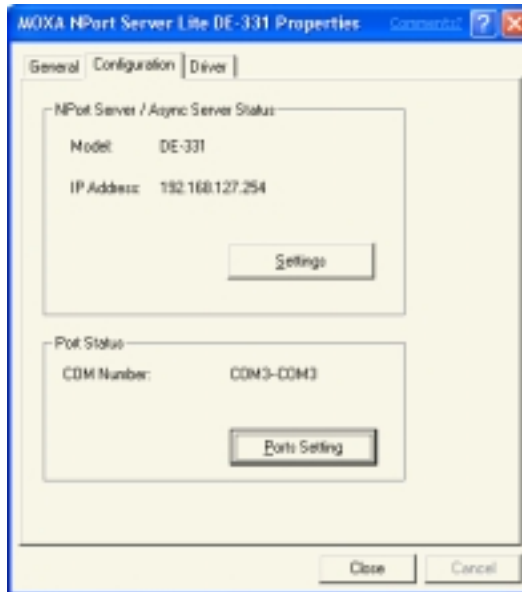 MOXA NPort Server Lite DE-331 Properties Comments? ?
General Configuration Driver
NPort Server / Async Server Status
Model: DE-331
IP Address: 192.168.127.254
Settings
Port Status
COM Number: COM3-COM3
Ports Setting
Close Cancel